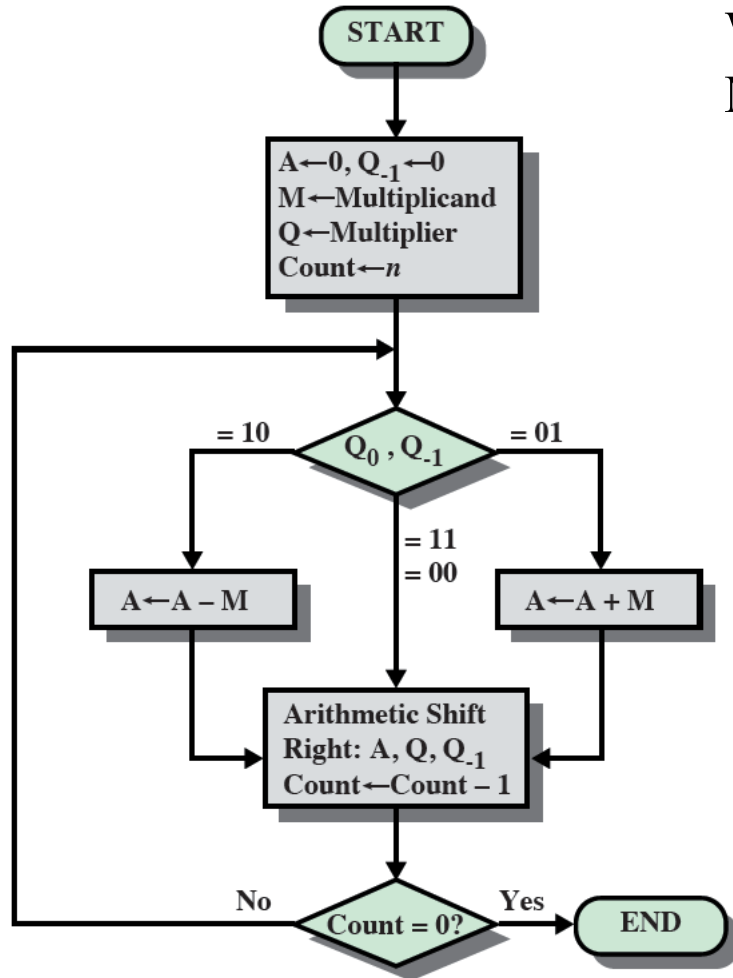 START
A←0, Q₋₁←0
M←Multiplicand
Q←Multiplier
Count←n
= 10
Q₀ , Q₋₁
= 01
= 11
= 00
A←A – M
A←A + M
Arithmetic Shift
Right: A, Q, Q₋₁
Count←Count – 1
No
Count = 0?
Yes
END